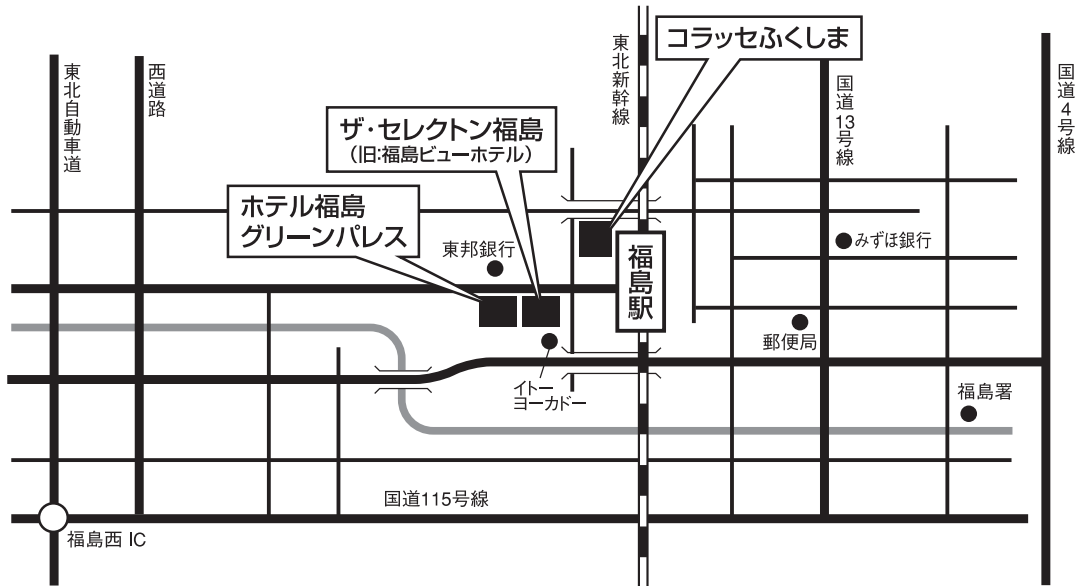 コラッセふくしま
東北新幹線
国道4号線
東北自動車道
西道路
国道13号線
ザ・セレクトン福島
（旧：福島ビューホテル）
ホテル福島
グリーンパレス
東邦銀行
みずほ銀行
福島駅
郵便局
イトー
ヨーカドー
福島署
国道115号線
福島西 IC